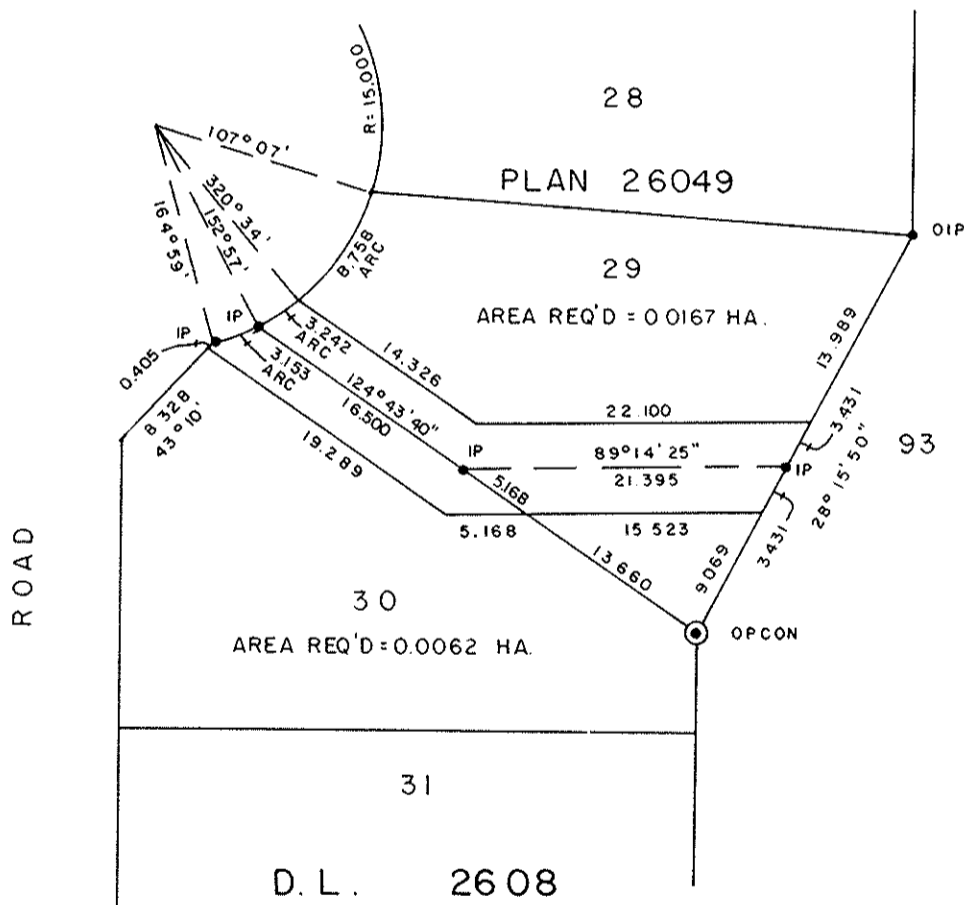 R=15.000
28
107° 07'
PLAN 26049
320° 34'
152° 57'
164° 59'
OIP
8.758
ARC
29
AREA REQ'D = 0.0167 HA.
IP
IP
3.242
ARC
13.989
0.405
3.153
ARC
14.326
124° 43' 40"
16.500
22.100
3.431
93
8 328
43° 10'
19.289
IP
89° 14' 25"
21.395
IP
28° 15' 50"
5.168
3.431
5.168
15 523
9.069
13.660
ROAD
30
OPCON
AREA REQ'D = 0.0062 HA.
31
D. L. 2608